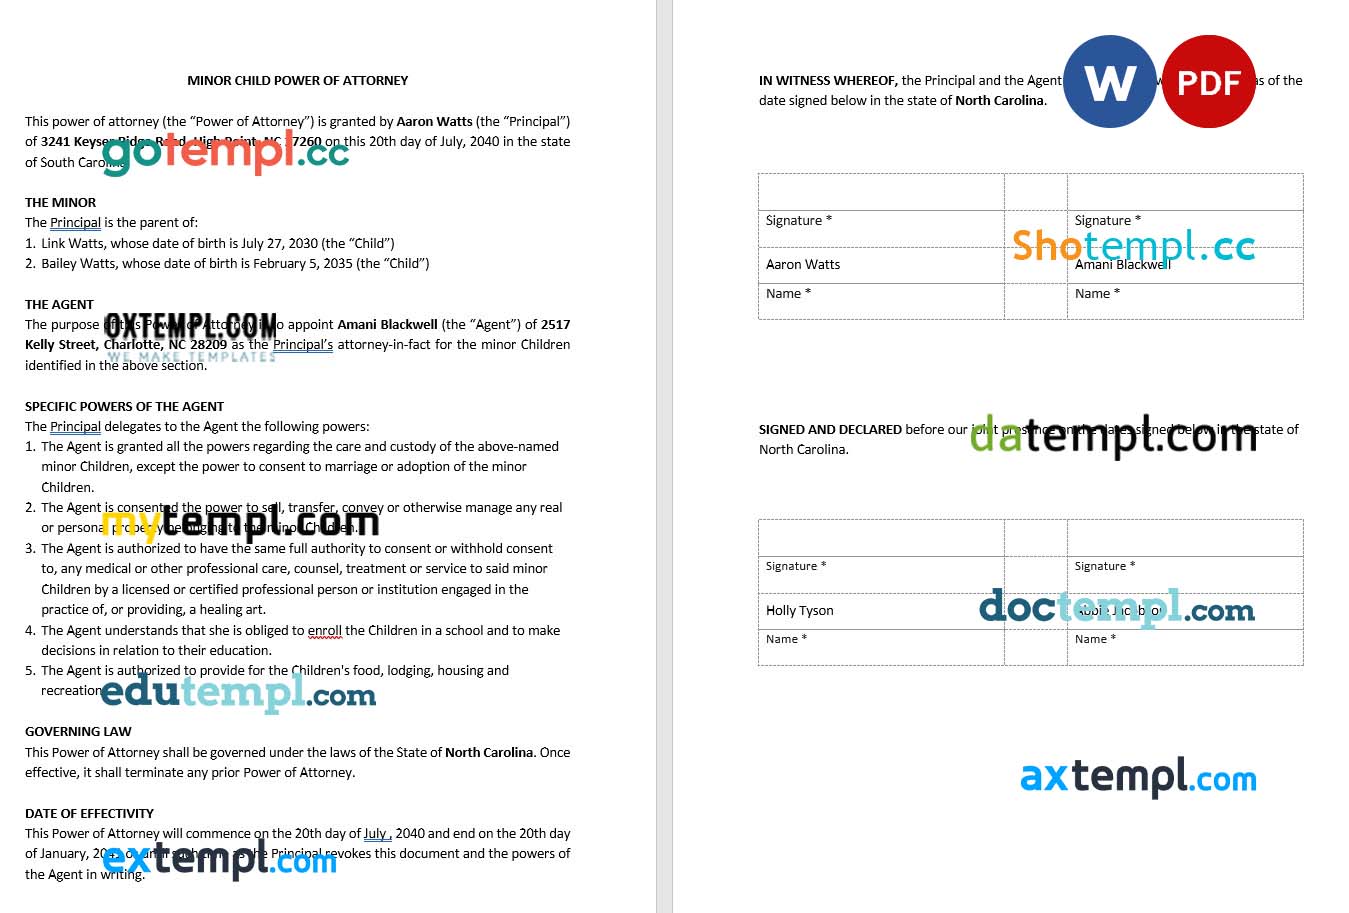 MINOR CHILD POWER OF ATTORNEY
This power of attorney (the “Power of Attorney”) is granted by Aaron Watts (the “Principal”)
of 3241 Keyser Ridge Road, High Point, NC 27260 on this 20th day of July, 2040 in the state
of South Carolina.
gotempl.cc
THE MINOR
The Principal is the parent of:
1. Link Watts, whose date of birth is July 27, 2030 (the “Child”)
2. Bailey Watts, whose date of birth is February 5, 2035 (the “Child”)
THE AGENT
The purpose of this Power of Attorney is to appoint Amani Blackwell (the “Agent”) of 2517
Kelly Street, Charlotte, NC 28209 as the Principal’s attorney-in-fact for the minor Children
identified in the above section.
OXTEMPL.COM
WE MAKE TEMPLATES
SPECIFIC POWERS OF THE AGENT
The Principal delegates to the Agent the following powers:
1. The Agent is granted all the powers regarding the care and custody of the above-named
minor Children, except the power to consent to marriage or adoption of the minor
Children.
2. The Agent is consented the power to sell, transfer, convey or otherwise manage any real
or personal property belonging to the minor Children.
mytempl.com
3. The Agent is authorized to have the same full authority to consent or withhold consent
to, any medical or other professional care, counsel, treatment or service to said minor
Children by a licensed or certified professional person or institution engaged in the
practice of, or providing, a healing art.
4. The Agent understands that she is obliged to enroll the Children in a school and to make
decisions in relation to their education.
5. The Agent is authorized to provide for the Children's food, lodging, housing and
recreation
edutempl.com
GOVERNING LAW
This Power of Attorney shall be governed under the laws of the State of North Carolina. Once
effective, it shall terminate any prior Power of Attorney.
DATE OF EFFECTIVITY
This Power of Attorney will commence on the 20th day of July , 2040 and end on the 20th day
of January, or until such time as the Principal revokes this document and the powers of
the Agent in writing.
extempl.com
IN WITNESS WHEREOF, the Principal and the Agent as of the
date signed below in the state of North Carolina.
W
PDF
Signature * Signature *
Shotempl.cc
Aaron Watts Amani Blackwell
Name * Name *
SIGNED AND DECLARED before our joint presence on the dates signed below in the state of
North Carolina.
datempl.com
Signature * Signature *
Holly Tyson Abbie Jacobson
doctempl.com
Name * Name *
axtempl.com